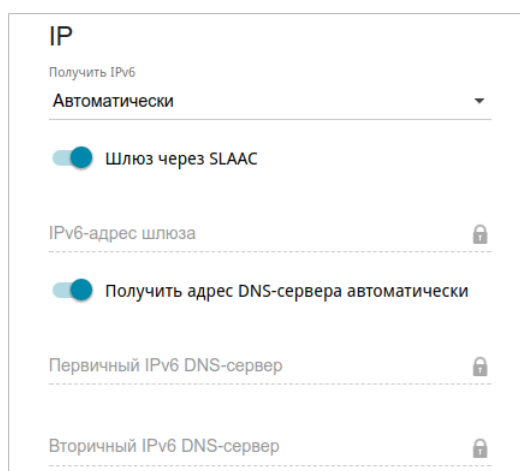 IP
Получить IPv6
Автоматически
Шлюз через SLAAC
IPv6-адрес шлюза
Получить адрес DNS-сервера автоматически
Первичный IPv6 DNS-сервер
Вторичный IPv6 DNS-сервер